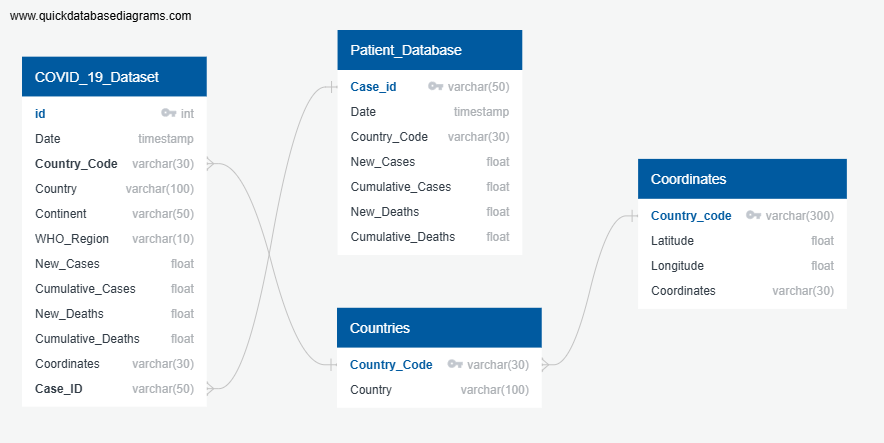 www.quickdatabasediagrams.com
COVID_19_Dataset
id int
Date timestamp
Country_Code varchar(30)
Country varchar(100)
Continent varchar(50)
WHO_Region varchar(10)
New_Cases float
Cumulative_Cases float
New_Deaths float
Cumulative_Deaths float
Coordinates varchar(30)
Case_ID varchar(50)
Patient_Database
Case_id varchar(50)
Date timestamp
Country_Code varchar(30)
New_Cases float
Cumulative_Cases float
New_Deaths float
Cumulative_Deaths float
Countries
Country_Code varchar(30)
Country varchar(100)
Coordinates
Country_code varchar(300)
Latitude float
Longitude float
Coordinates varchar(30)